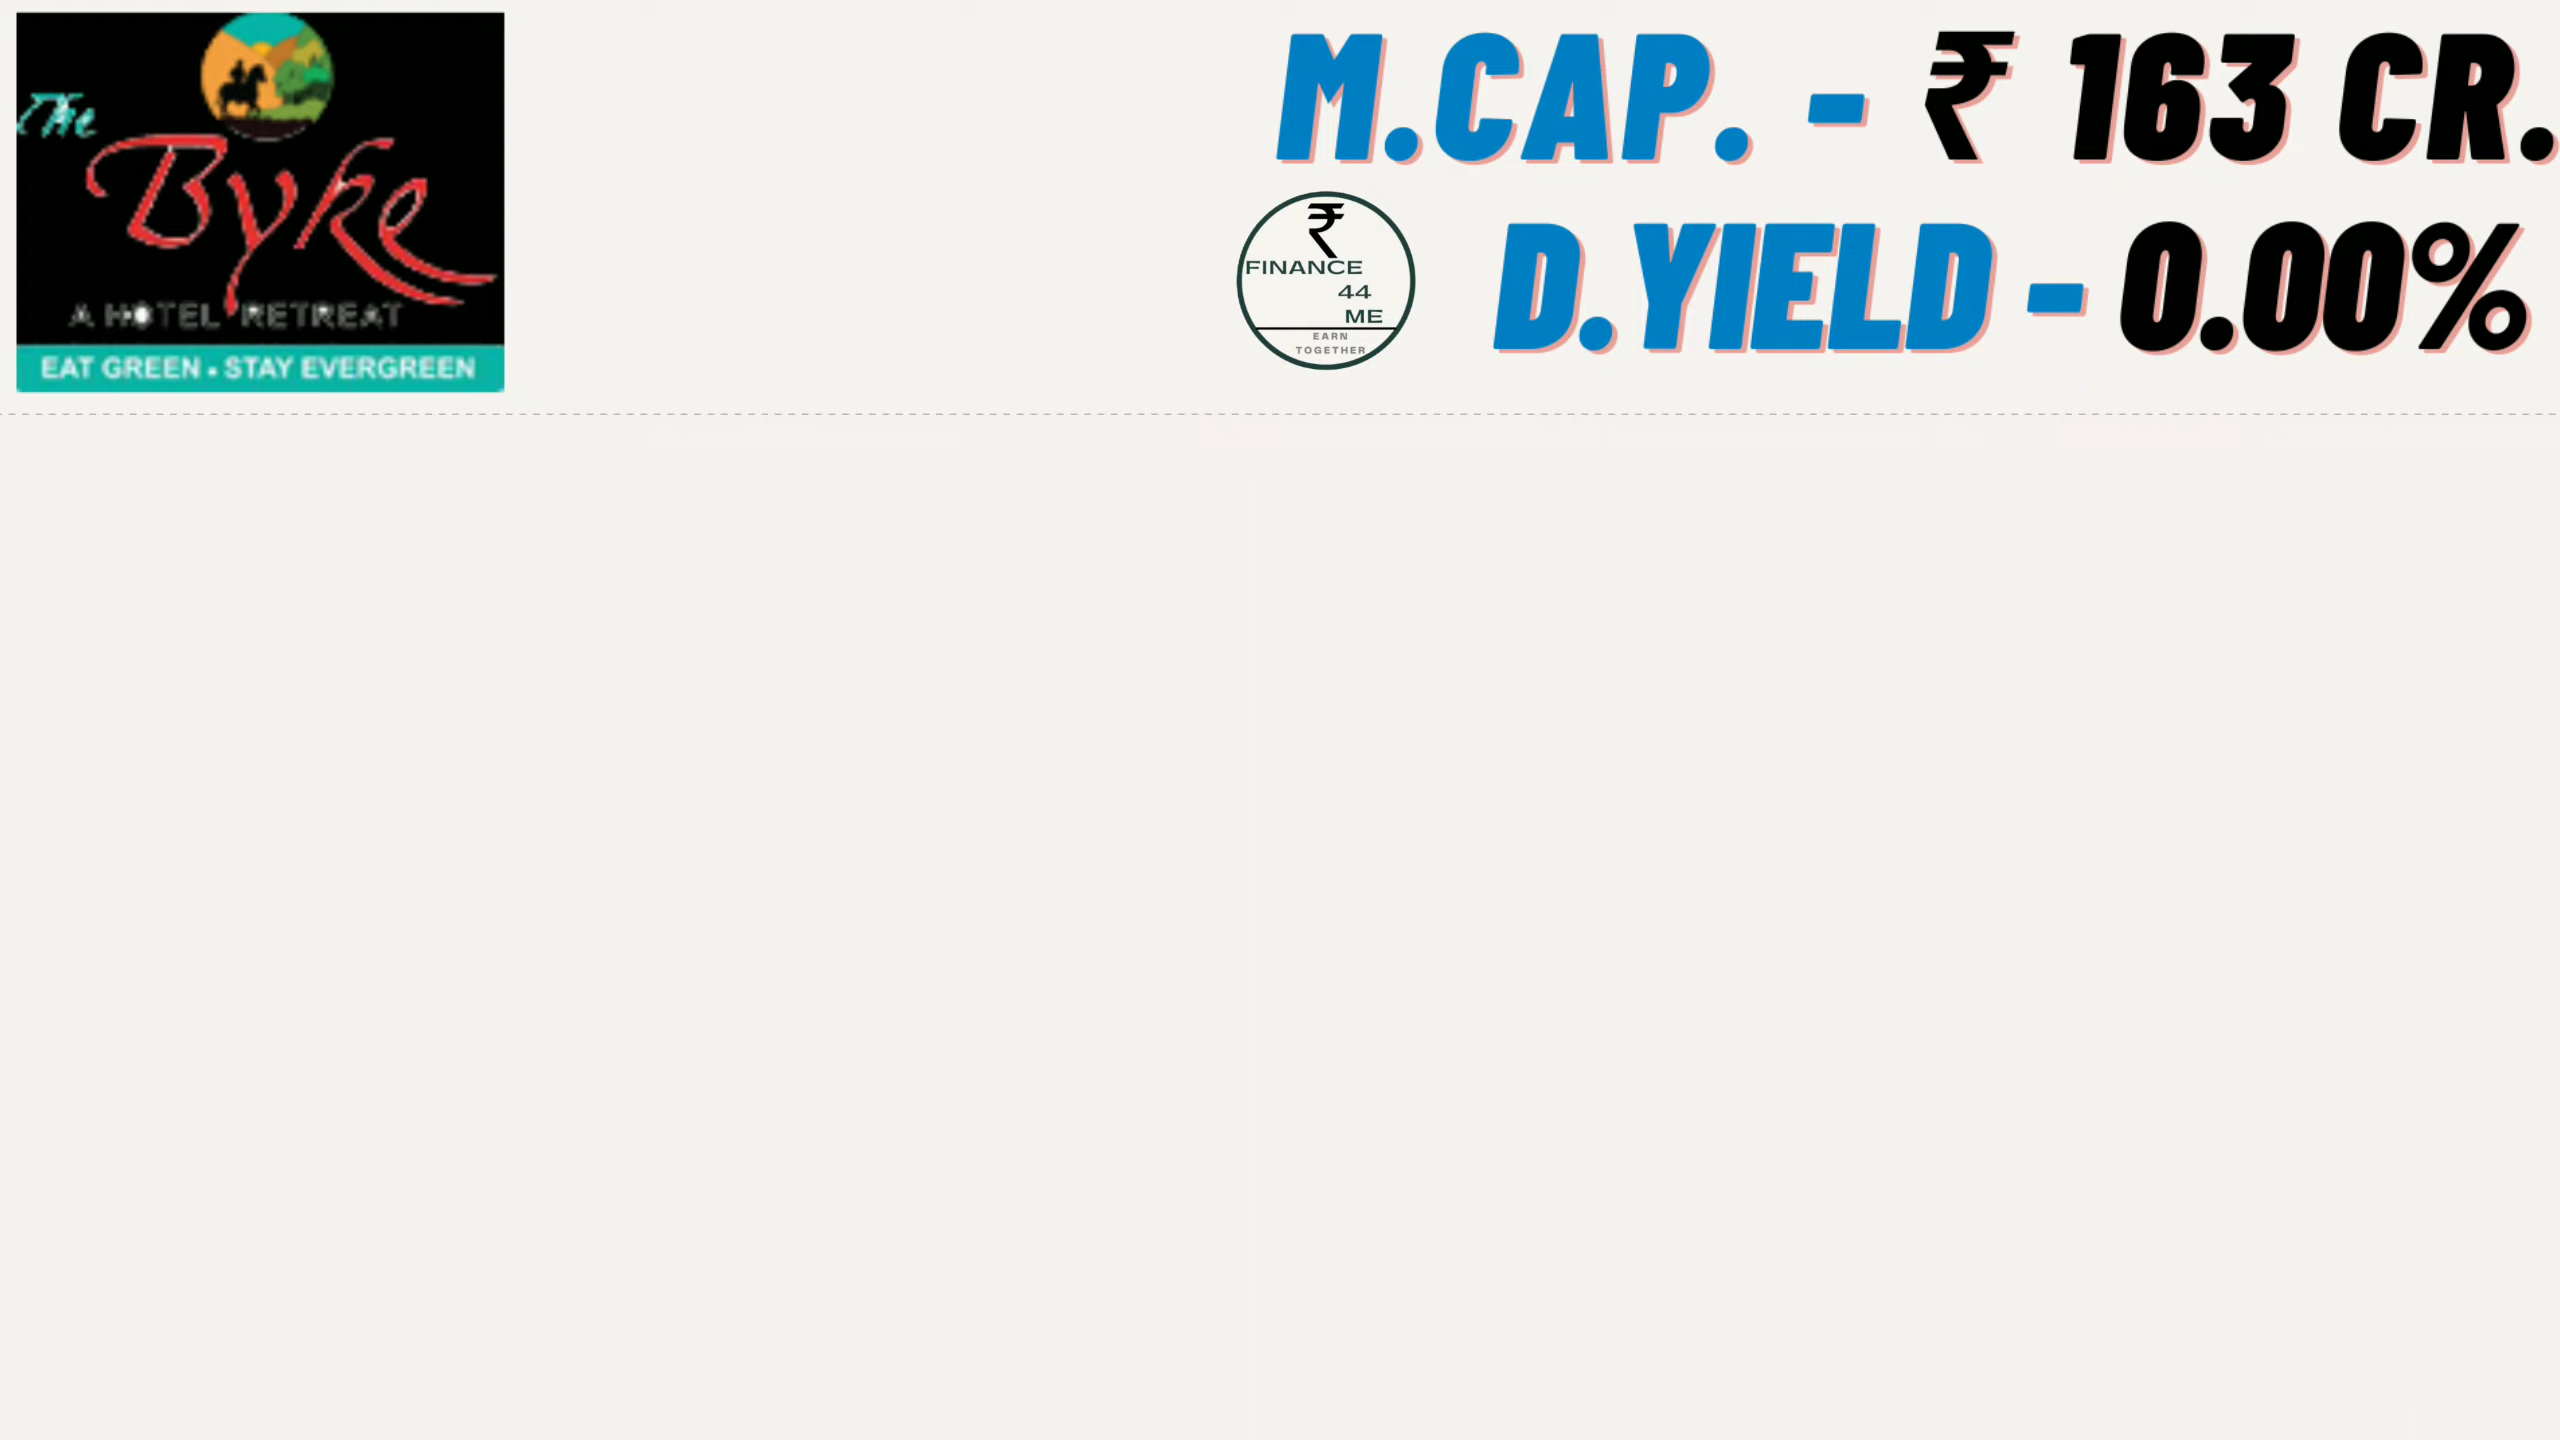 The
Byke
A HOTEL RETREAT
EAT GREEN • STAY EVERGREEN
M.CAP. - ₹ 163 CR.
D.YIELD - 0.00%
₹
FINANCE
44
ME
EARN
TOGETHER